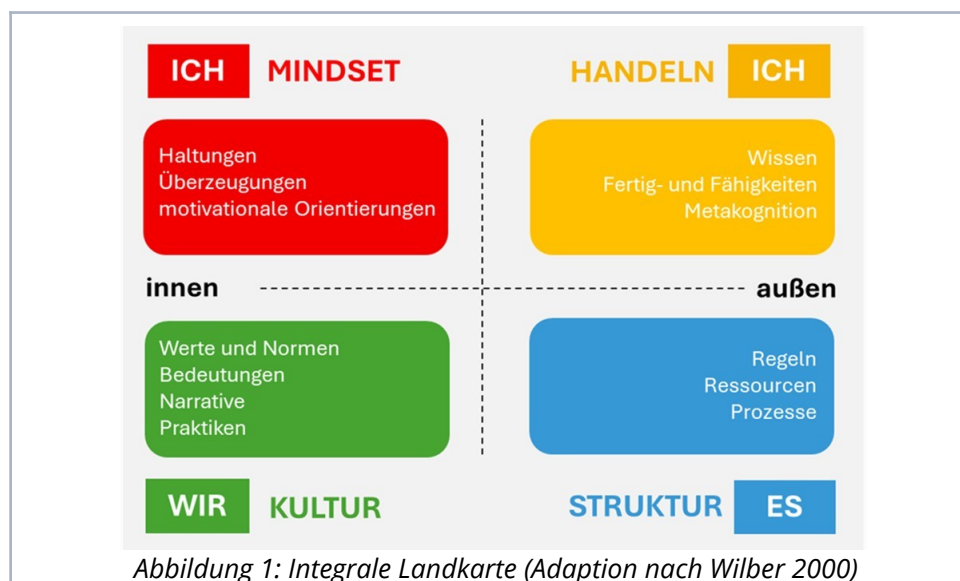 ICH MINDSET
HANDELN ICH
Haltungen
Überzeugungen
motivationale Orientierungen
Wissen
Fertig- und Fähigkeiten
Metakognition
innen
außen
Werte und Normen
Bedeutungen
Narrative
Praktiken
Regeln
Ressourcen
Prozesse
WIR KULTUR
STRUKTUR ES
Abbildung 1: Integrale Landkarte (Adaption nach Wilber 2000)